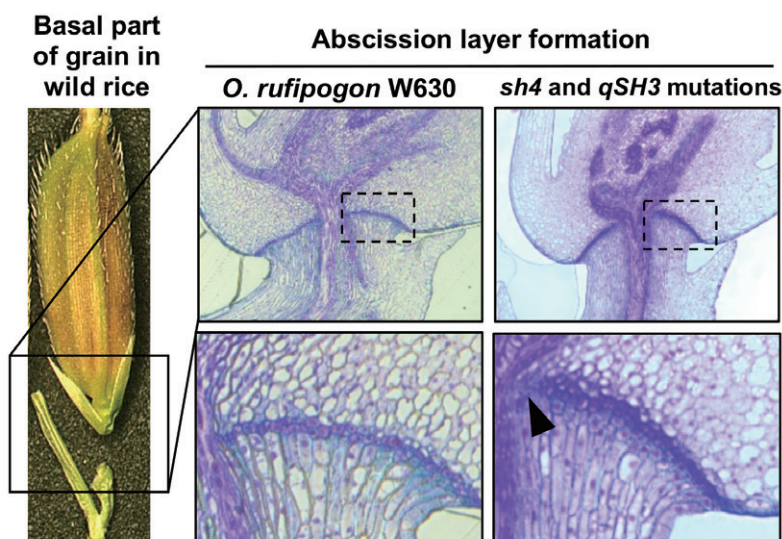 Basal part
of grain in
wild rice
Abscission layer formation
O. rufipogon W630
sh4 and qSH3 mutations